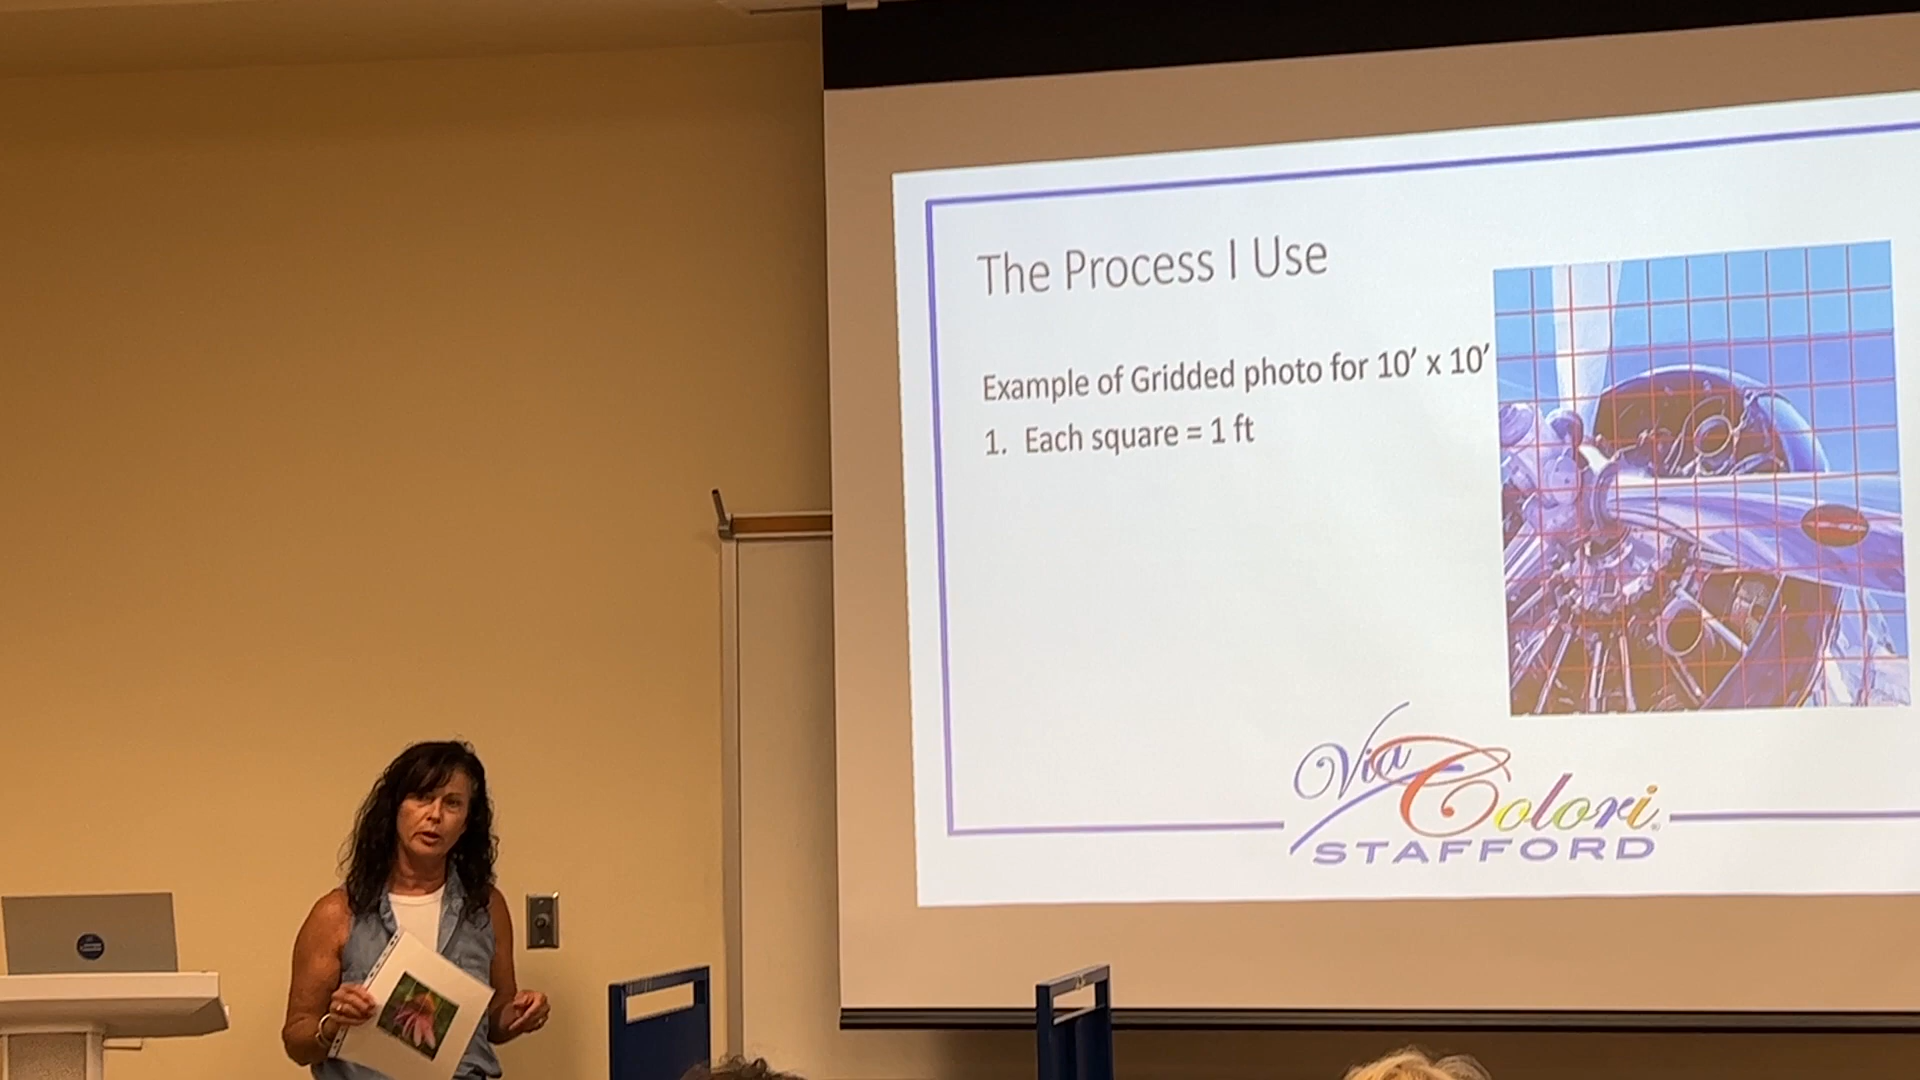 The Process I Use
Example of Gridded photo for 10’ x 10’
1. Each square = 1 ft
Via Colori®
STAFFORD